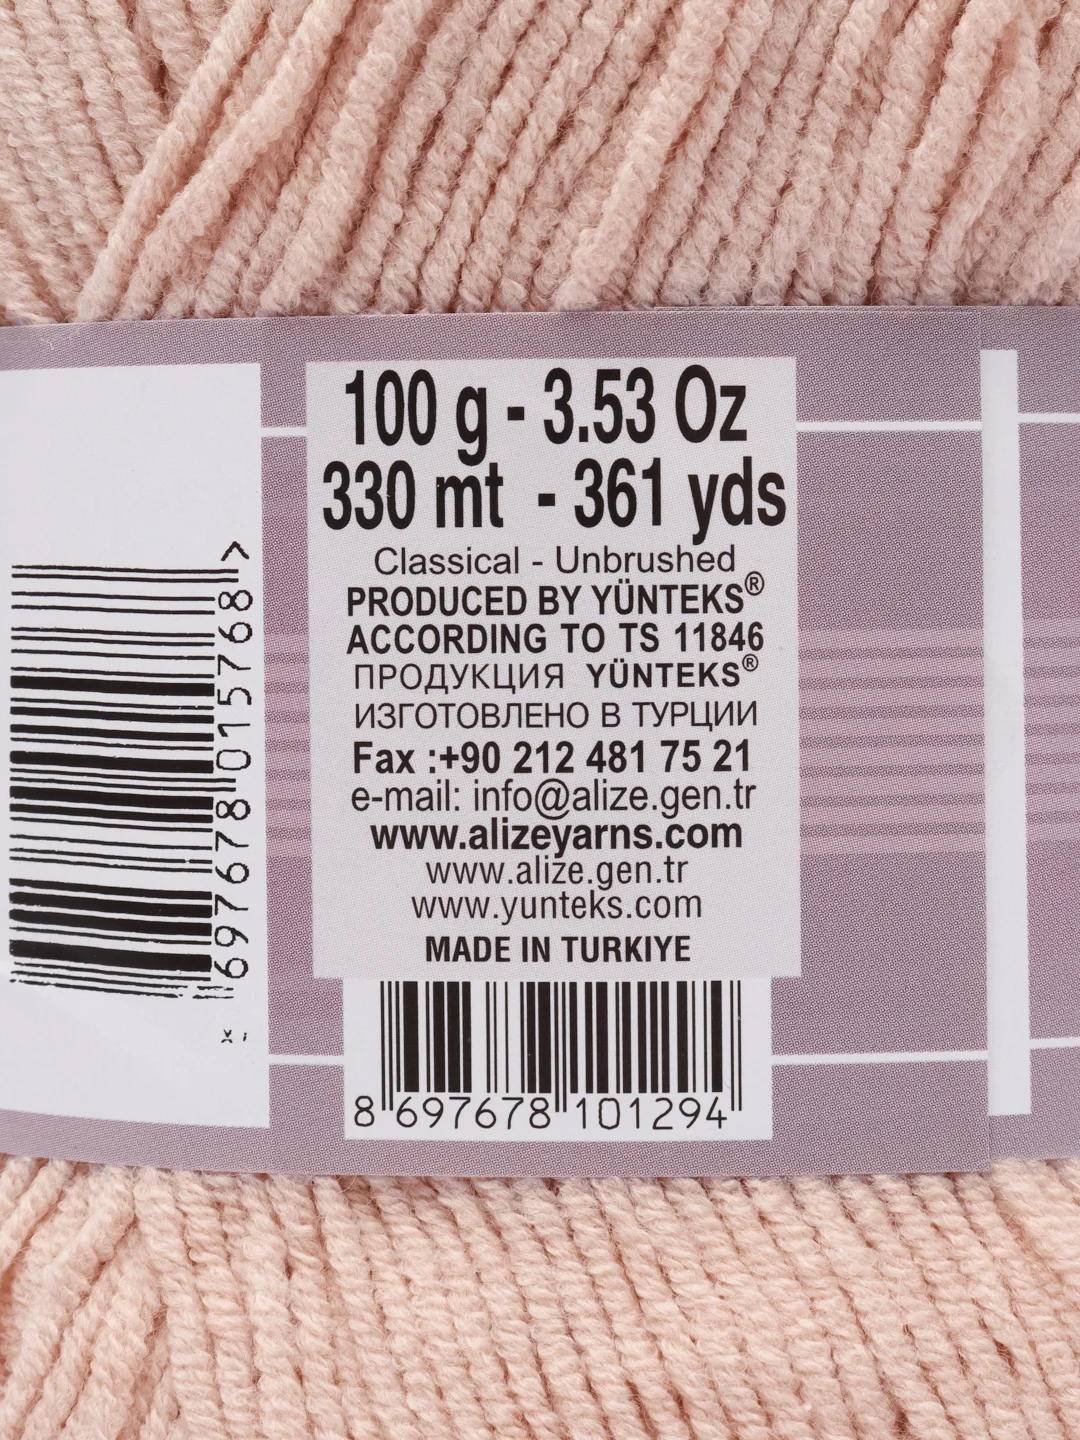 100 g - 3.53 Oz
330 mt - 361 yds
Classical - Unbrushed
PRODUCED BY YÜNTEKS®
ACCORDING TO TS 11846
ПРОДУКЦИЯ YÜNTEKS®
ИЗГОТОВЛЕНО В ТУРЦИИ
Fax :+90 212 481 75 21
e-mail: info@alize.gen.tr
www.alizeyarns.com
www.alize.gen.tr
www.yunteks.com
MADE IN TURKIYE
8 697678 101294
697678 015768 >